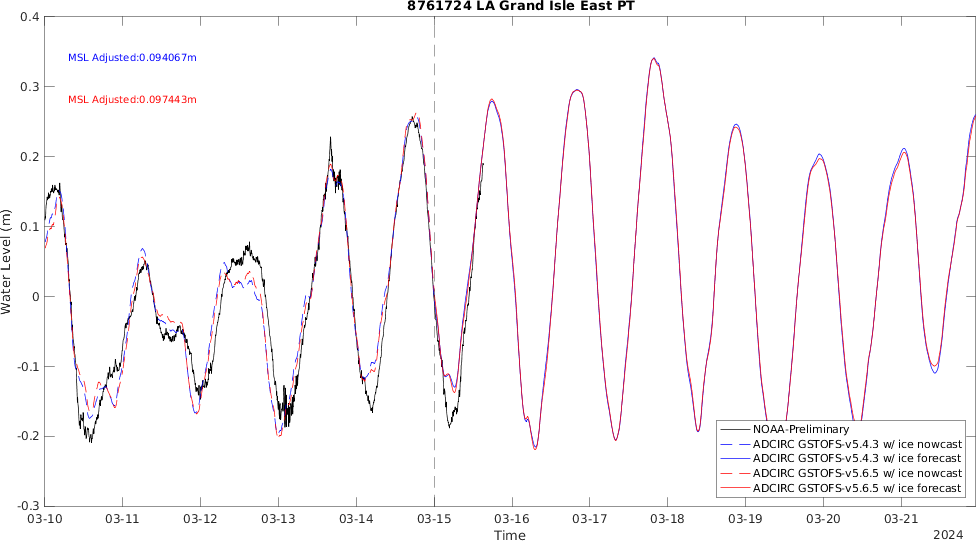 8761724 LA Grand Isle East PT
0.4
0.3
0.2
0.1
0
-0.1
-0.2
-0.3
Water Level (m)
MSL Adjusted:0.094067m
MSL Adjusted:0.097443m
NOAA-Preliminary
ADCIRC GSTOFS-v5.4.3 w/ ice nowcast
ADCIRC GSTOFS-v5.4.3 w/ ice forecast
ADCIRC GSTOFS-v5.6.5 w/ ice nowcast
ADCIRC GSTOFS-v5.6.5 w/ ice forecast
03-10 03-11 03-12 03-13 03-14 03-15 03-16 03-17 03-18 03-19 03-20 03-21
Time
2024